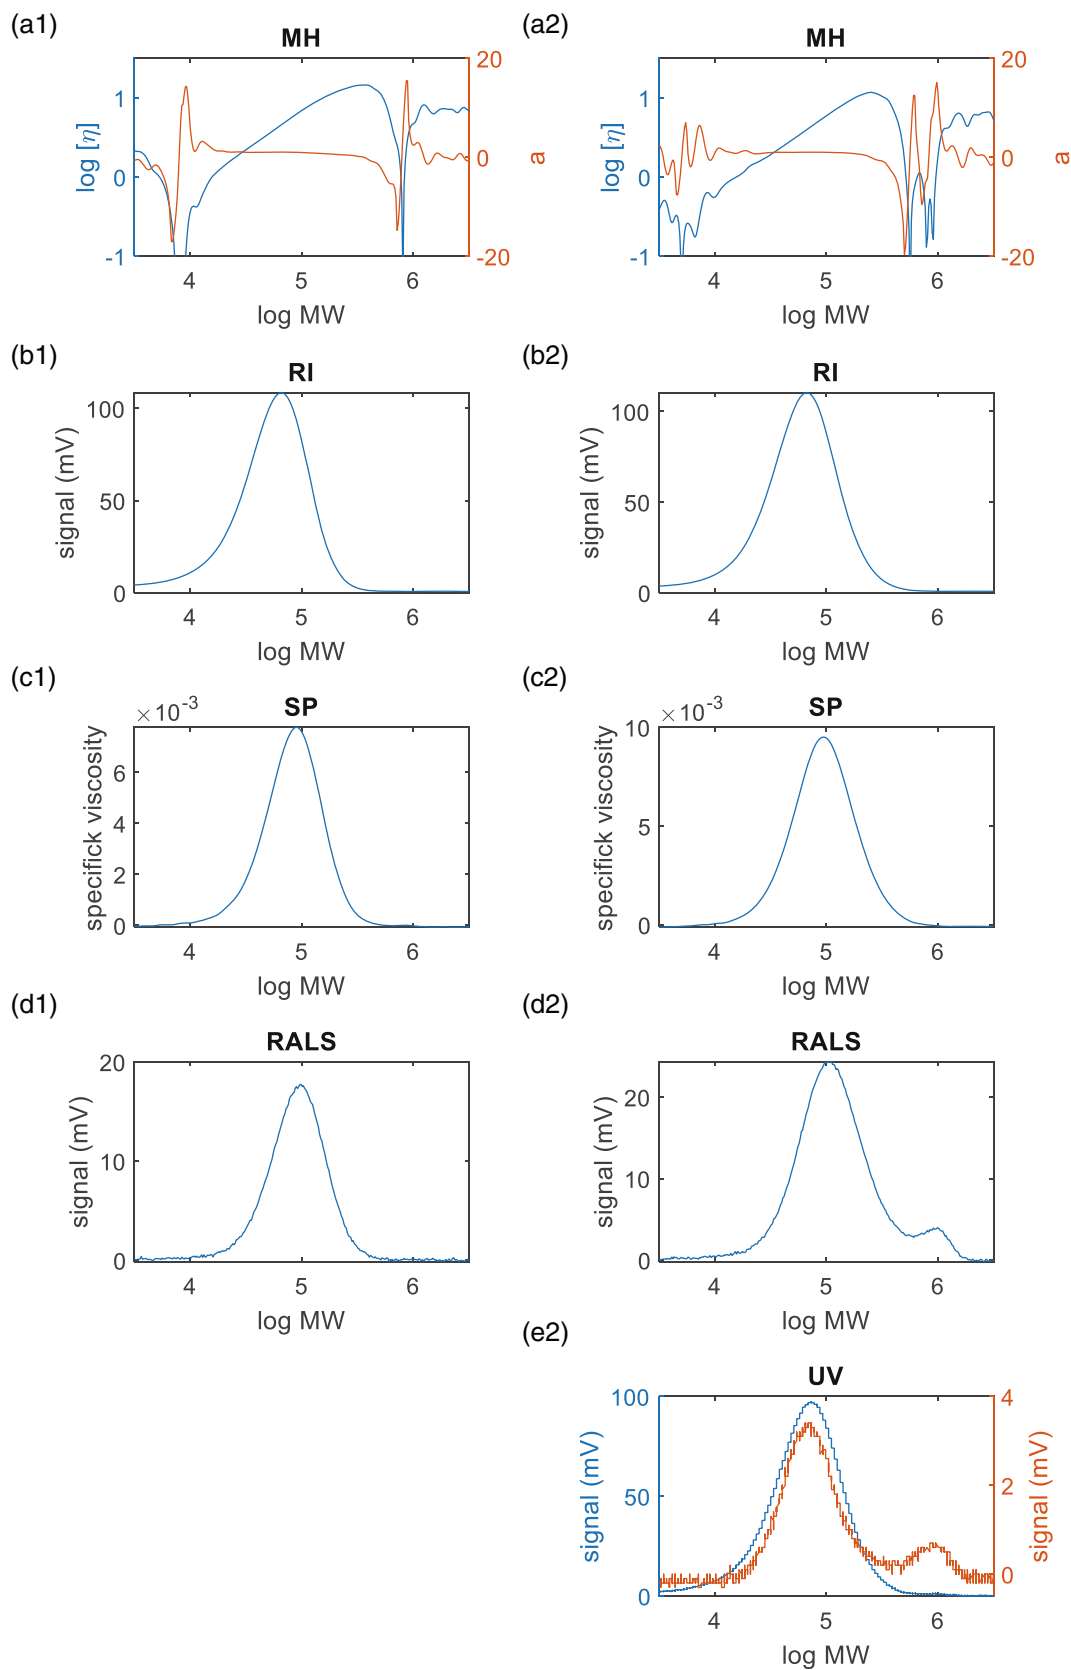 (a1)
MH
1
0
-1
log [η]
20
0
-20
a
4 5 6
log MW
(a2)
MH
1
0
-1
log [η]
20
0
-20
a
4 5 6
log MW
(b1)
RI
100
50
0
signal (mV)
4 5 6
log MW
(b2)
RI
100
50
0
signal (mV)
4 5 6
log MW
(c1)
×10⁻³
SP
6
4
2
0
specifick viscosity
4 5 6
log MW
(c2)
×10⁻³
SP
10
5
0
specifick viscosity
4 5 6
log MW
(d1)
RALS
20
10
0
signal (mV)
4 5 6
log MW
(d2)
RALS
20
10
0
signal (mV)
4 5 6
log MW
(e2)
UV
100
50
0
signal (mV)
4
2
0
signal (mV)
4 5 6
log MW